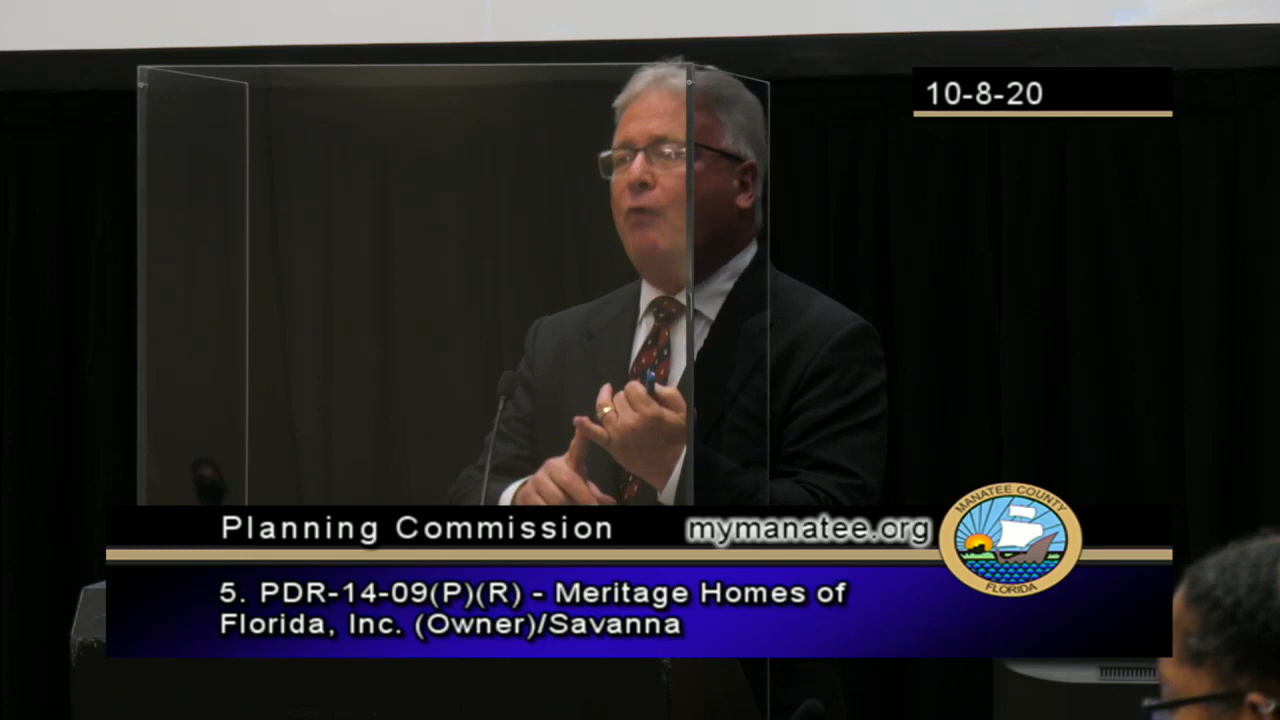 10-8-20
Planning Commission
mymanatee.org
MANATEE COUNTY
FLORIDA
5. PDR-14-09(P)(R) - Meritage Homes of
Florida, Inc. (Owner)/Savanna